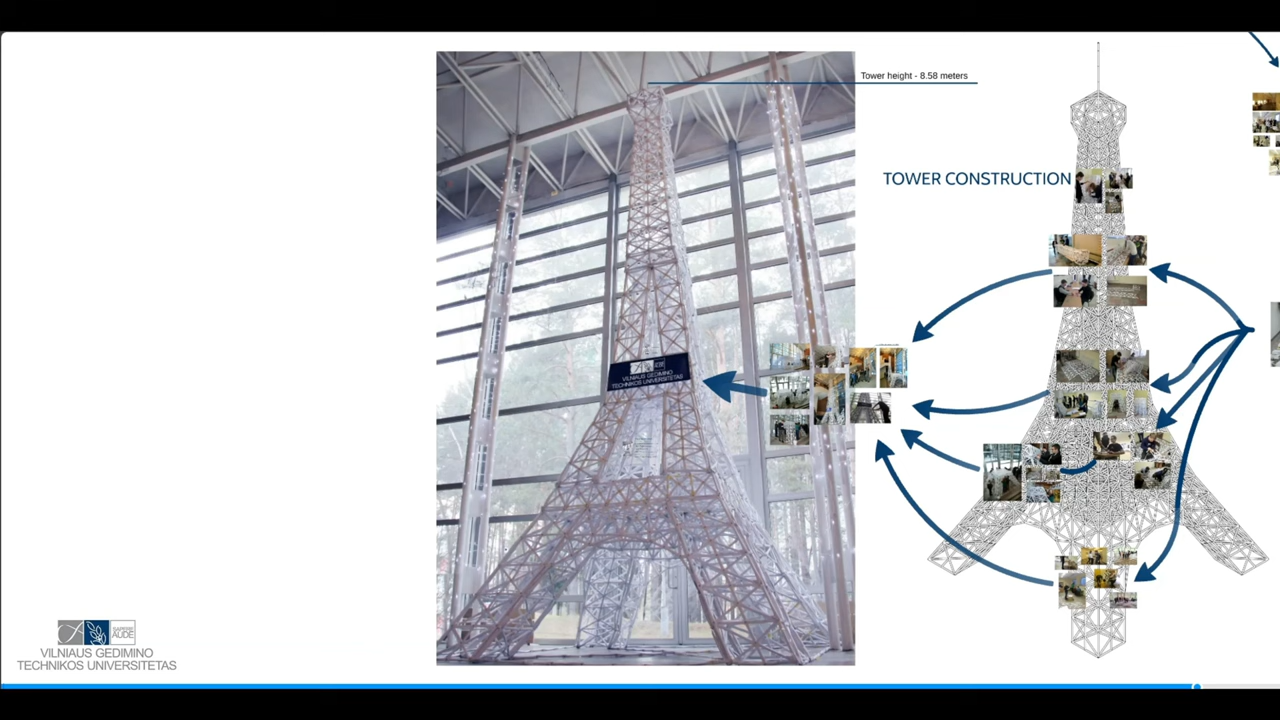 Tower height - 8.58 meters
TOWER CONSTRUCTION
VILNIAUS GEDIMINO
TECHNIKOS UNIVERSITETAS
SAPERE
AUDE
VILNIAUS GEDIMINO
TECHNIKOS UNIVERSITETAS